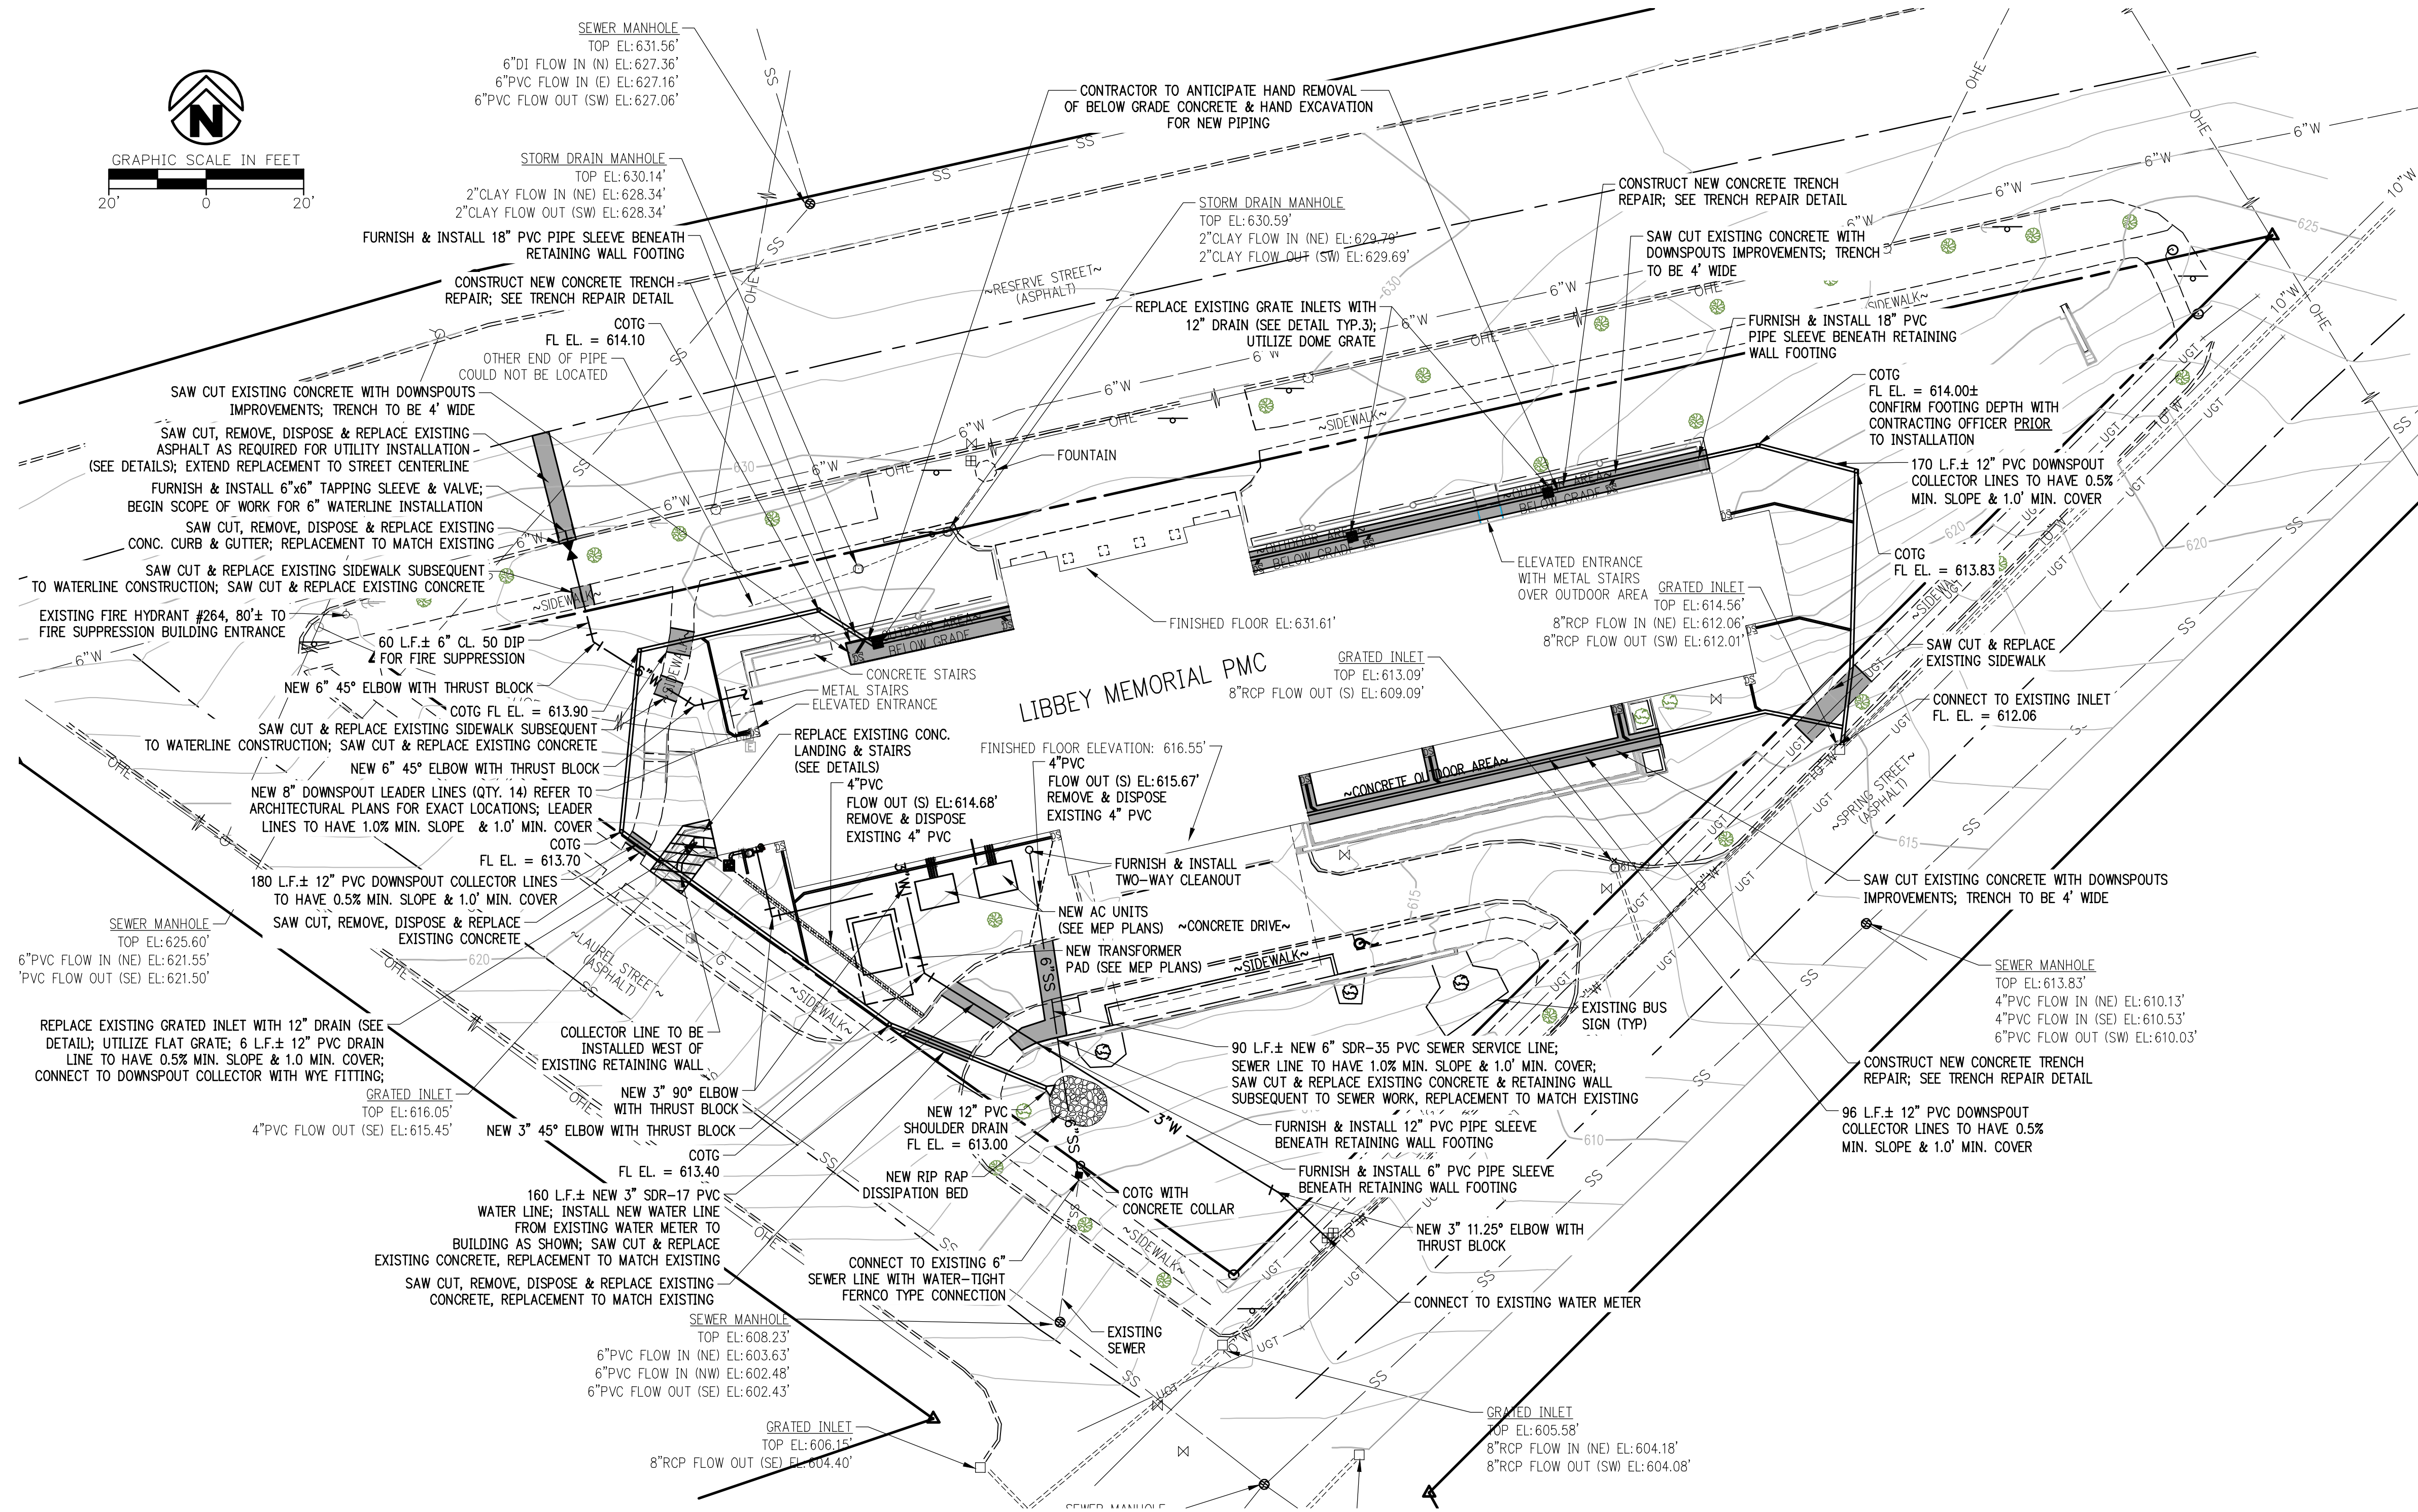 SEWER MANHOLE
TOP EL:631.56'
6"DI FLOW IN (N) EL:627.36'
6"PVC FLOW IN (E) EL:627.16'
6"PVC FLOW OUT (SW) EL:627.06'
N
GRAPHIC SCALE IN FEET
20' 0 20'
CONTRACTOR TO ANTICIPATE HAND REMOVAL
OF BELOW GRADE CONCRETE & HAND EXCAVATION
FOR NEW PIPING
STORM DRAIN MANHOLE
TOP EL:630.14'
2"CLAY FLOW IN (NE) EL:628.34'
2"CLAY FLOW OUT (SW) EL:628.34'
FURNISH & INSTALL 18" PVC PIPE SLEEVE BENEATH
RETAINING WALL FOOTING
CONSTRUCT NEW CONCRETE TRENCH
REPAIR; SEE TRENCH REPAIR DETAIL
COTG
FL EL. = 614.10
OTHER END OF PIPE
COULD NOT BE LOCATED
SAW CUT EXISTING CONCRETE WITH DOWNSPOUTS
IMPROVEMENTS; TRENCH TO BE 4' WIDE
SAW CUT, REMOVE, DISPOSE & REPLACE EXISTING
ASPHALT AS REQUIRED FOR UTILITY INSTALLATION
(SEE DETAILS); EXTEND REPLACEMENT TO STREET CENTERLINE
FURNISH & INSTALL 6"x6" TAPPING SLEEVE & VALVE;
BEGIN SCOPE OF WORK FOR 6" WATERLINE INSTALLATION
SAW CUT, REMOVE, DISPOSE & REPLACE EXISTING
CONC. CURB & GUTTER; REPLACEMENT TO MATCH EXISTING
SAW CUT & REPLACE EXISTING SIDEWALK SUBSEQUENT
TO WATERLINE CONSTRUCTION; SAW CUT & REPLACE EXISTING CONCRETE
EXISTING FIRE HYDRANT #264, 80'± TO
FIRE SUPPRESSION BUILDING ENTRANCE
60 L.F.± 6" CL. 50 DIP
FOR FIRE SUPPRESSION
NEW 6" 45° ELBOW WITH THRUST BLOCK
COTG FL EL. = 613.90
SAW CUT & REPLACE EXISTING SIDEWALK SUBSEQUENT
TO WATERLINE CONSTRUCTION; SAW CUT & REPLACE EXISTING CONCRETE
NEW 6" 45° ELBOW WITH THRUST BLOCK
NEW 8" DOWNSPOUT LEADER LINES (QTY. 14) REFER TO
ARCHITECTURAL PLANS FOR EXACT LOCATIONS; LEADER
LINES TO HAVE 1.0% MIN. SLOPE & 1.0' MIN. COVER
COTG
FL EL. = 613.70
180 L.F.± 12" PVC DOWNSPOUT COLLECTOR LINES
TO HAVE 0.5% MIN. SLOPE & 1.0' MIN. COVER
SAW CUT, REMOVE, DISPOSE & REPLACE
EXISTING CONCRETE
SEWER MANHOLE
TOP EL:625.60'
6"PVC FLOW IN (NE) EL:621.55'
'PVC FLOW OUT (SE) EL:621.50'
REPLACE EXISTING GRATED INLET WITH 12" DRAIN (SEE
DETAIL); UTILIZE FLAT GRATE; 6 L.F.± 12" PVC DRAIN
LINE TO HAVE 0.5% MIN. SLOPE & 1.0 MIN. COVER;
CONNECT TO DOWNSPOUT COLLECTOR WITH WYE FITTING;
GRATED INLET
TOP EL:616.05'
4"PVC FLOW OUT (SE) EL:615.45'
COLLECTOR LINE TO BE
INSTALLED WEST OF
EXISTING RETAINING WALL
NEW 3" 90° ELBOW
WITH THRUST BLOCK
NEW 3" 45° ELBOW WITH THRUST BLOCK
COTG
FL EL. = 613.40
160 L.F.± NEW 3" SDR-17 PVC
WATER LINE; INSTALL NEW WATER LINE
FROM EXISTING WATER METER TO
BUILDING AS SHOWN; SAW CUT & REPLACE
EXISTING CONCRETE, REPLACEMENT TO MATCH EXISTING
SAW CUT, REMOVE, DISPOSE & REPLACE EXISTING
CONCRETE, REPLACEMENT TO MATCH EXISTING
SEWER MANHOLE
TOP EL:608.23'
6"PVC FLOW IN (NE) EL:603.63'
6"PVC FLOW IN (NW) EL:602.48'
6"PVC FLOW OUT (SE) EL:602.43'
GRATED INLET
TOP EL:606.15'
8"RCP FLOW OUT (SE) EL:604.40'
STORM DRAIN MANHOLE
TOP EL:630.59'
2"CLAY FLOW IN (NE) EL:629.79'
2"CLAY FLOW OUT (SW) EL:629.69'
~RESERVE STREET~
(ASPHALT)
REPLACE EXISTING GRATE INLETS WITH
12" DRAIN (SEE DETAIL TYP.3);
UTILIZE DOME GRATE
CONSTRUCT NEW CONCRETE TRENCH
REPAIR; SEE TRENCH REPAIR DETAIL
SAW CUT EXISTING CONCRETE WITH
DOWNSPOUTS IMPROVEMENTS; TRENCH
TO BE 4' WIDE
FURNISH & INSTALL 18" PVC
PIPE SLEEVE BENEATH RETAINING
WALL FOOTING
COTG
FL EL. = 614.00±
CONFIRM FOOTING DEPTH WITH
CONTRACTING OFFICER PRIOR
TO INSTALLATION
170 L.F.± 12" PVC DOWNSPOUT
COLLECTOR LINES TO HAVE 0.5%
MIN. SLOPE & 1.0' MIN. COVER
COTG
FL EL. = 613.83
FOUNTAIN
~SIDEWALK~
~OUTDOOR AREA~
BELOW GRADE
~OUTDOOR AREA~
BELOW GRADE
OUTDOOR AREA~
BELOW GRADE
ELEVATED ENTRANCE
WITH METAL STAIRS
OVER OUTDOOR AREA
GRATED INLET
TOP EL:614.56'
8"RCP FLOW IN (NE) EL:612.06'
8"RCP FLOW OUT (SW) EL:612.01'
FINISHED FLOOR EL:631.61'
CONCRETE STAIRS
METAL STAIRS
ELEVATED ENTRANCE
LIBBEY MEMORIAL PMC
GRATED INLET
TOP EL:613.09'
8"RCP FLOW OUT (S) EL:609.09'
SAW CUT & REPLACE
EXISTING SIDEWALK
CONNECT TO EXISTING INLET
FL. EL. = 612.06
REPLACE EXISTING CONC.
LANDING & STAIRS
(SEE DETAILS)
FINISHED FLOOR ELEVATION: 616.55'
4"PVC
FLOW OUT (S) EL:614.68'
REMOVE & DISPOSE
EXISTING 4" PVC
4"PVC
FLOW OUT (S) EL:615.67'
REMOVE & DISPOSE
EXISTING 4" PVC
~CONCRETE OUTDOOR AREA~
~SPRING STREET~
(ASPHALT)
FURNISH & INSTALL
TWO-WAY CLEANOUT
NEW AC UNITS
(SEE MEP PLANS)
~CONCRETE DRIVE~
NEW TRANSFORMER
PAD (SEE MEP PLANS)
~SIDEWALK~
~LAUREL STREET~
(ASPHALT)
~SIDEWALK~
SAW CUT EXISTING CONCRETE WITH DOWNSPOUTS
IMPROVEMENTS; TRENCH TO BE 4' WIDE
SEWER MANHOLE
TOP EL:613.83'
4"PVC FLOW IN (NE) EL:610.13'
4"PVC FLOW IN (SE) EL:610.53'
6"PVC FLOW OUT (SW) EL:610.03'
EXISTING BUS
SIGN (TYP)
CONSTRUCT NEW CONCRETE TRENCH
REPAIR; SEE TRENCH REPAIR DETAIL
96 L.F.± 12" PVC DOWNSPOUT
COLLECTOR LINES TO HAVE 0.5%
MIN. SLOPE & 1.0' MIN. COVER
90 L.F.± NEW 6" SDR-35 PVC SEWER SERVICE LINE;
SEWER LINE TO HAVE 1.0% MIN. SLOPE & 1.0' MIN. COVER;
SAW CUT & REPLACE EXISTING CONCRETE & RETAINING WALL
SUBSEQUENT TO SEWER WORK, REPLACEMENT TO MATCH EXISTING
NEW 12" PVC
SHOULDER DRAIN
FL EL. = 613.00
FURNISH & INSTALL 12" PVC PIPE SLEEVE
BENEATH RETAINING WALL FOOTING
FURNISH & INSTALL 6" PVC PIPE SLEEVE
BENEATH RETAINING WALL FOOTING
NEW RIP RAP
DISSIPATION BED
COTG WITH
CONCRETE COLLAR
NEW 3" 11.25° ELBOW WITH
THRUST BLOCK
CONNECT TO EXISTING 6"
SEWER LINE WITH WATER-TIGHT
FERNCO TYPE CONNECTION
~SIDEWALK~
CONNECT TO EXISTING WATER METER
EXISTING
SEWER
GRATED INLET
TOP EL:605.58'
8"RCP FLOW IN (NE) EL:604.18'
8"RCP FLOW OUT (SW) EL:604.08'
SEWER MANHOLE
630
630
625
620
620
615
615
610
620
3"W
6"SS